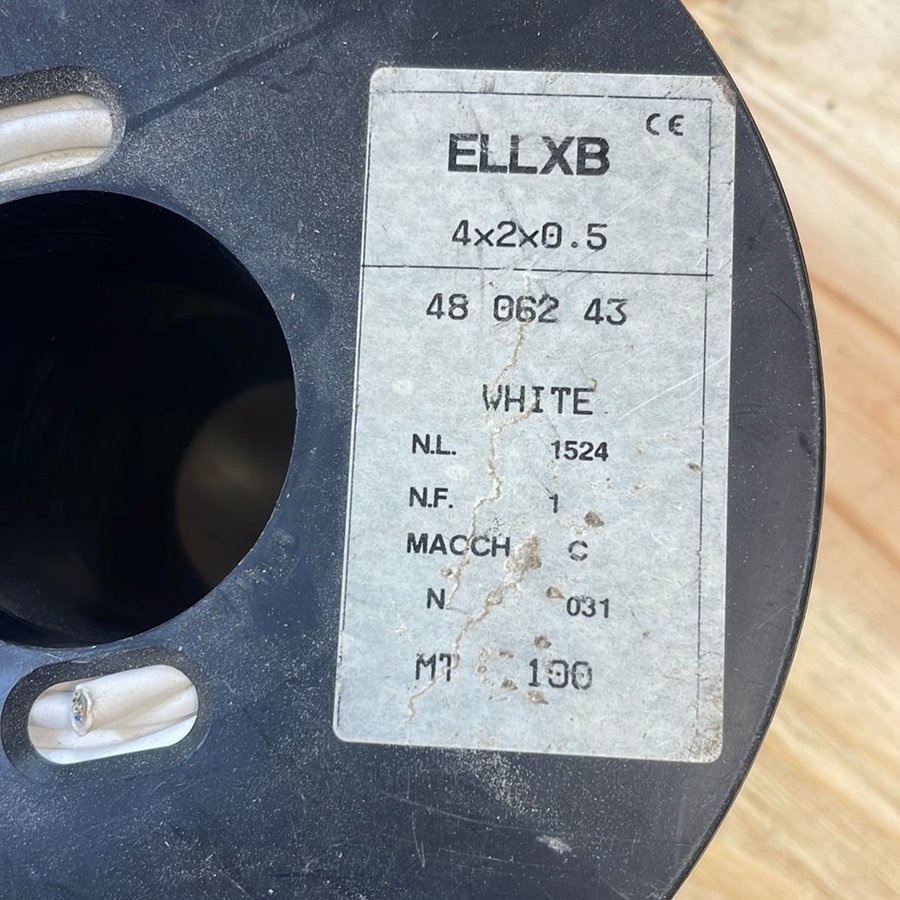 CE
ELLXB
4x2x0.5
48 062 43
WHITE
N.L. 1524
N.F. 1
MACCH C
N. 031
MT 100